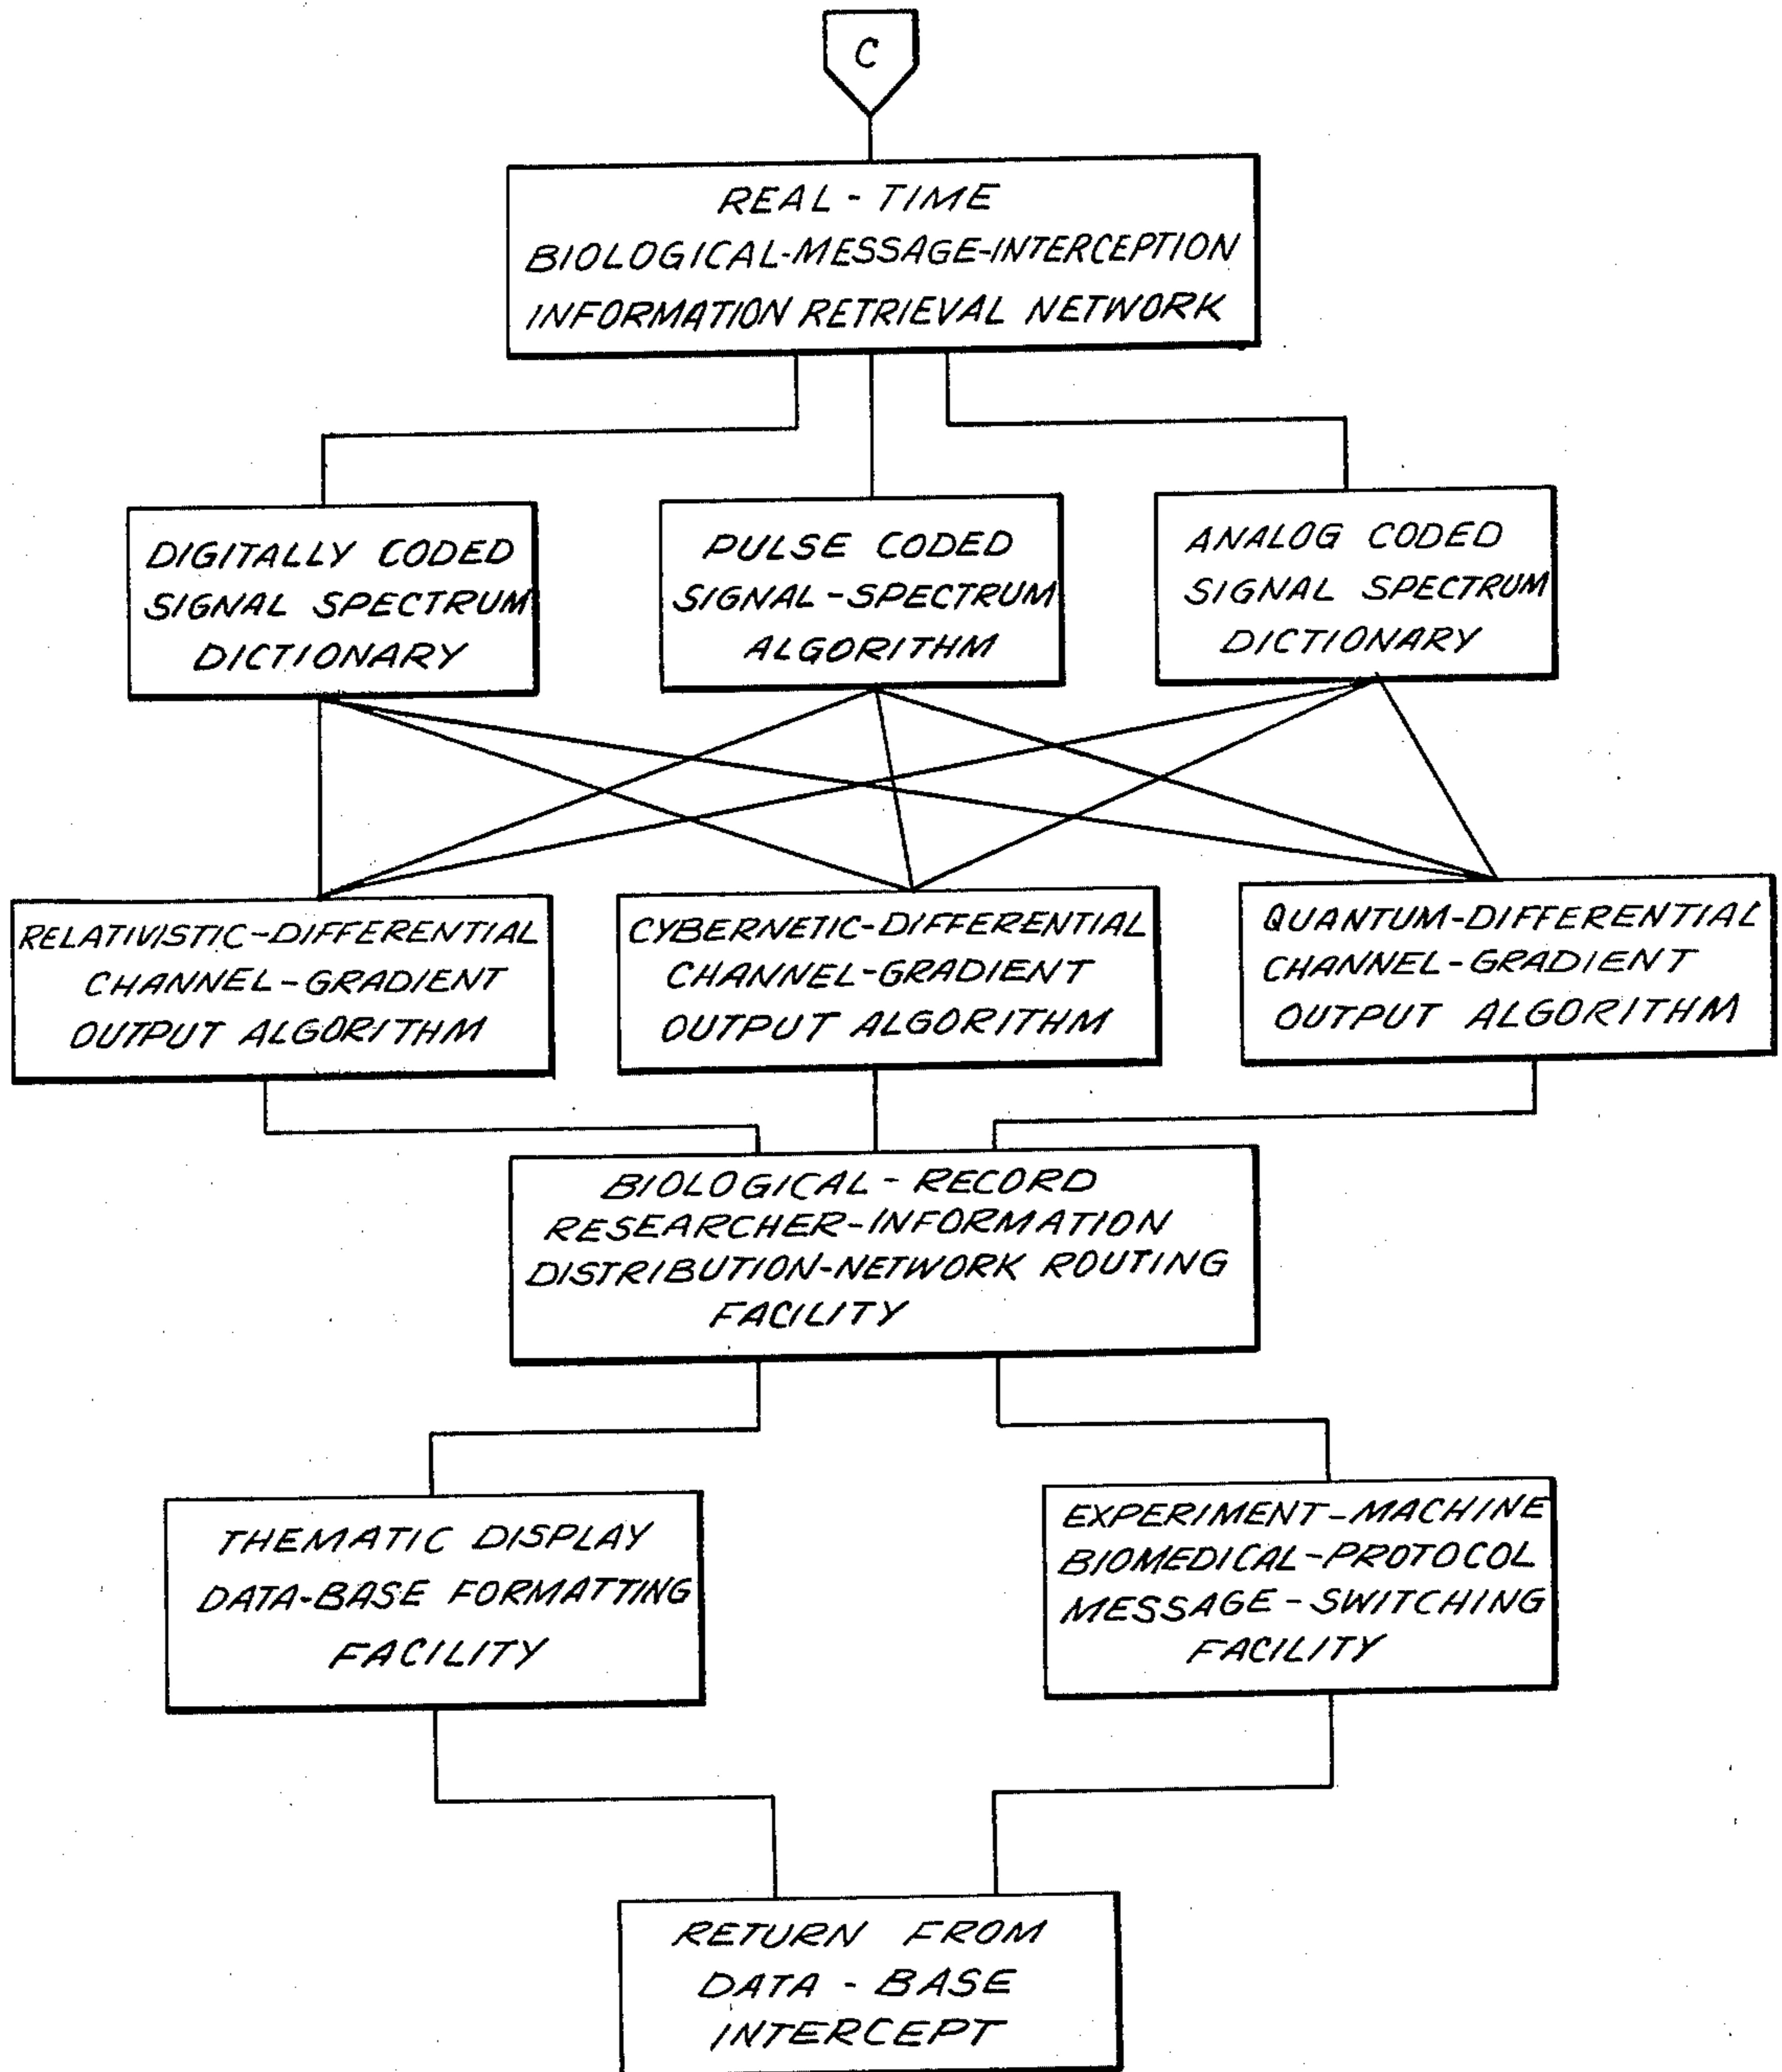 C
REAL-TIME
BIOLOGICAL-MESSAGE-INTERCEPTION
INFORMATION RETRIEVAL NETWORK
DIGITALLY CODED
SIGNAL SPECTRUM
DICTIONARY
PULSE CODED
SIGNAL-SPECTRUM
ALGORITHM
ANALOG CODED
SIGNAL SPECTRUM
DICTIONARY
RELATIVISTIC-DIFFERENTIAL
CHANNEL-GRADIENT
OUTPUT ALGORITHM
CYBERNETIC-DIFFERENTIAL
CHANNEL-GRADIENT
OUTPUT ALGORITHM
QUANTUM-DIFFERENTIAL
CHANNEL-GRADIENT
OUTPUT ALGORITHM
BIOLOGICAL-RECORD
RESEARCHER-INFORMATION
DISTRIBUTION-NETWORK ROUTING
FACILITY
THEMATIC DISPLAY
DATA-BASE FORMATTING
FACILITY
EXPERIMENT-MACHINE
BIOMEDICAL-PROTOCOL
MESSAGE-SWITCHING
FACILITY
RETURN FROM
DATA-BASE
INTERCEPT